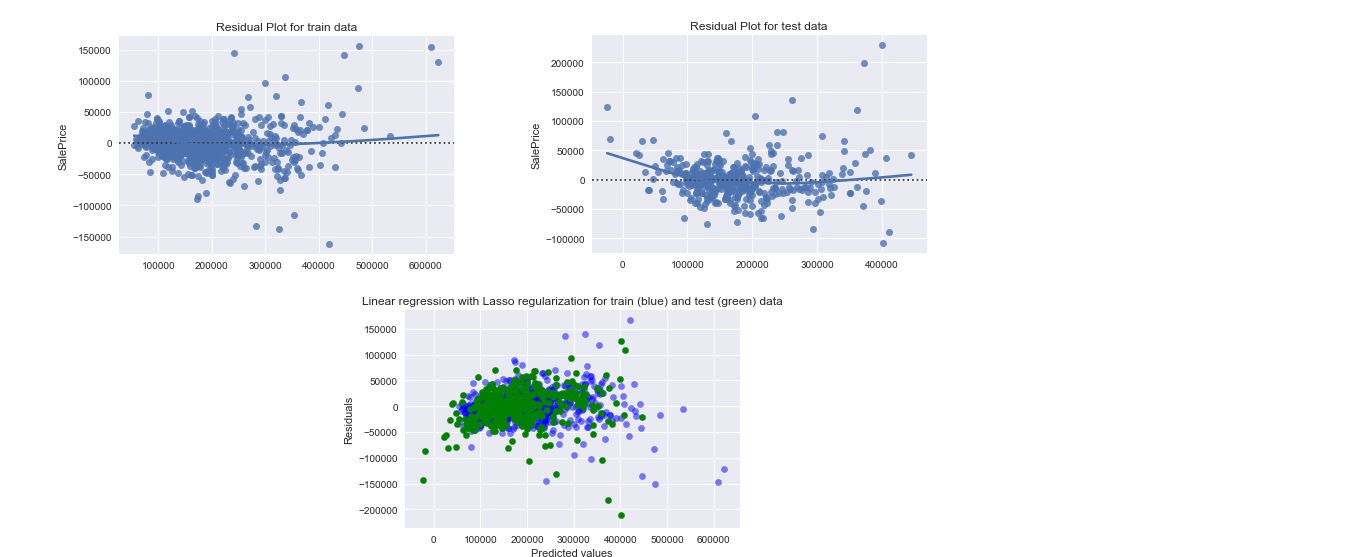 Residual Plot for train data
150000
100000
50000
0
−50000
−100000
−150000
SalePrice
100000 200000 300000 400000 500000 600000
Residual Plot for test data
200000
150000
100000
50000
0
−50000
−100000
SalePrice
0 100000 200000 300000 400000
Linear regression with Lasso regularization for train (blue) and test (green) data
150000
100000
50000
0
−50000
−100000
−150000
−200000
Residuals
0 100000 200000 300000 400000 500000 600000
Predicted values